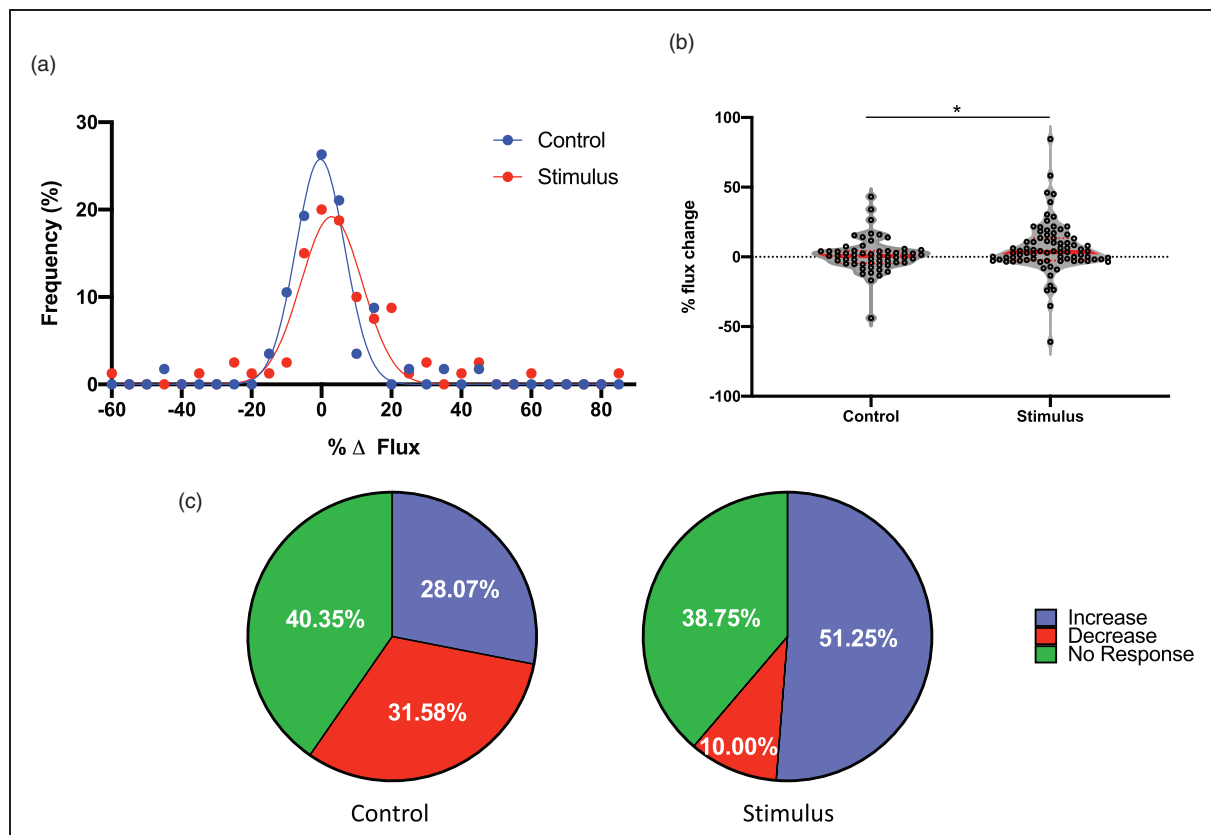 (a)
30
20
10
0
Frequency (%)
Control
Stimulus
-60
-40
-20
0
20
40
60
80
% Δ Flux
(b)
*
100
50
0
-50
-100
% flux change
Control
Stimulus
(c)
40.35%
28.07%
31.58%
Control
38.75%
51.25%
10.00%
Stimulus
Increase
Decrease
No Response